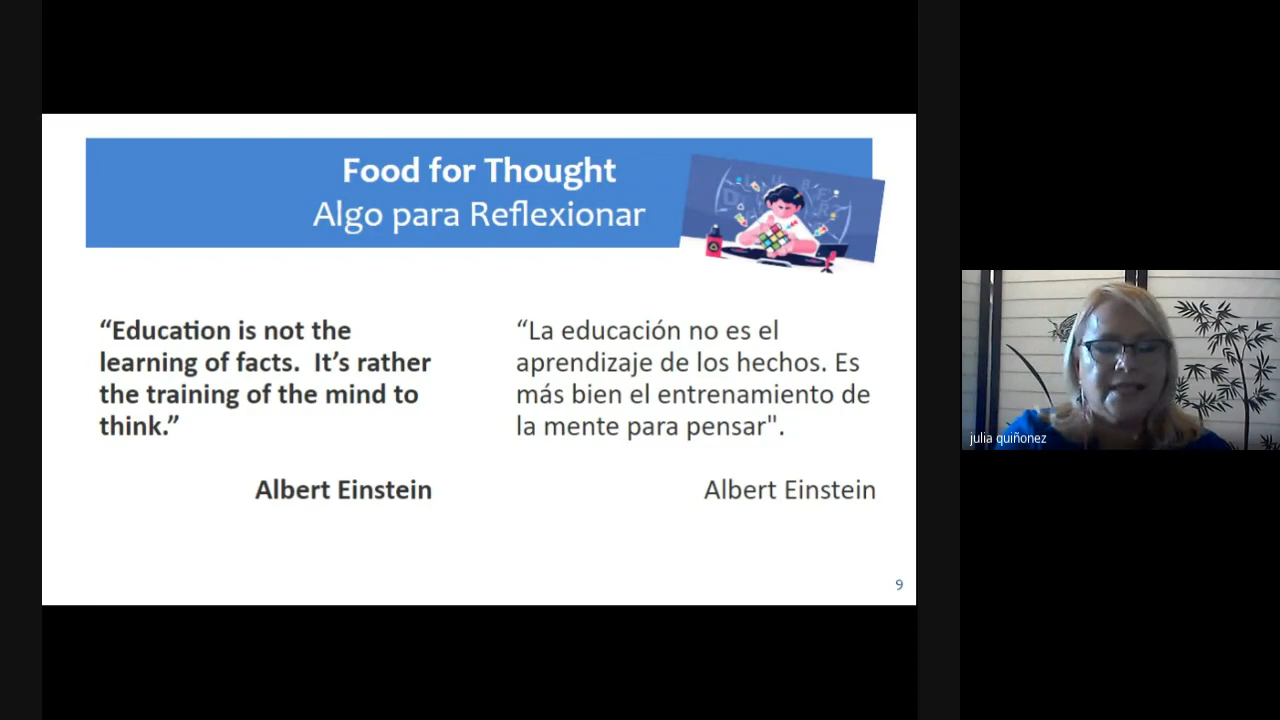 Food for Thought
Algo para Reflexionar
“Education is not the
learning of facts.  It’s rather
the training of the mind to
think.”
Albert Einstein
“La educación no es el
aprendizaje de los hechos. Es
más bien el entrenamiento de
la mente para pensar".
Albert Einstein
9
julia quiñonez